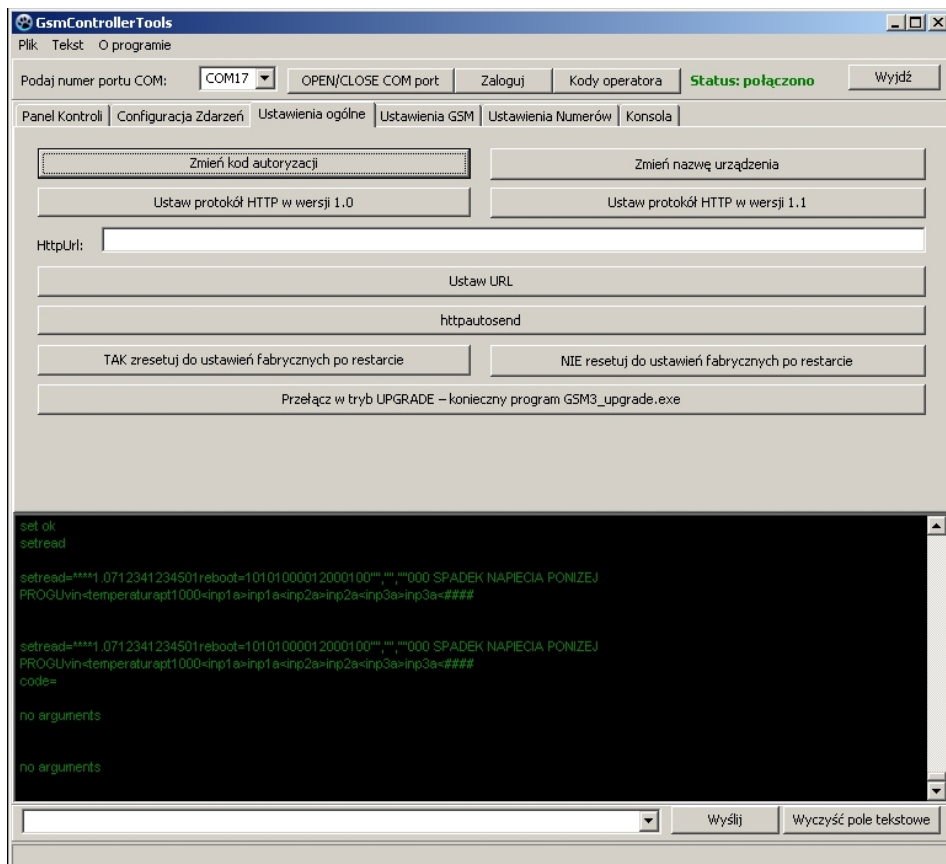 GsmControllerTools
Plik Tekst O programie
Podaj numer portu COM: COM17 OPEN/CLOSE COM port Zaloguj Kody operatora Status: połączono Wyjdź
Panel Kontroli Configuracja Zdarzeń Ustawienia ogólne Ustawienia GSM Ustawienia Numerów Konsola
Zmień kod autoryzacji Zmień nazwę urządzenia
Ustaw protokół HTTP w wersji 1.0 Ustaw protokół HTTP w wersji 1.1
HttpUrl:
Ustaw URL
httpautosend
TAK zresetuj do ustawień fabrycznych po restarcie NIE resetuj do ustawień fabrycznych po restarcie
Przełącz w tryb UPGRADE – konieczny program GSM3_upgrade.exe
set ok
setread
setread=****1.0712341234501reboot=10101000012000100"","",""000 SPADEK NAPIECIA PONIZEJ
PROGUvin<temperaturapt1000<inp1a>inp1a<inp2a>inp2a<inp3a>inp3a<####
setread=****1.0712341234501reboot=10101000012000100"","",""000 SPADEK NAPIECIA PONIZEJ
PROGUvin<temperaturapt1000<inp1a>inp1a<inp2a>inp2a<inp3a>inp3a<####
code=
no arguments
no arguments
Wyślij Wyczyść pole tekstowe